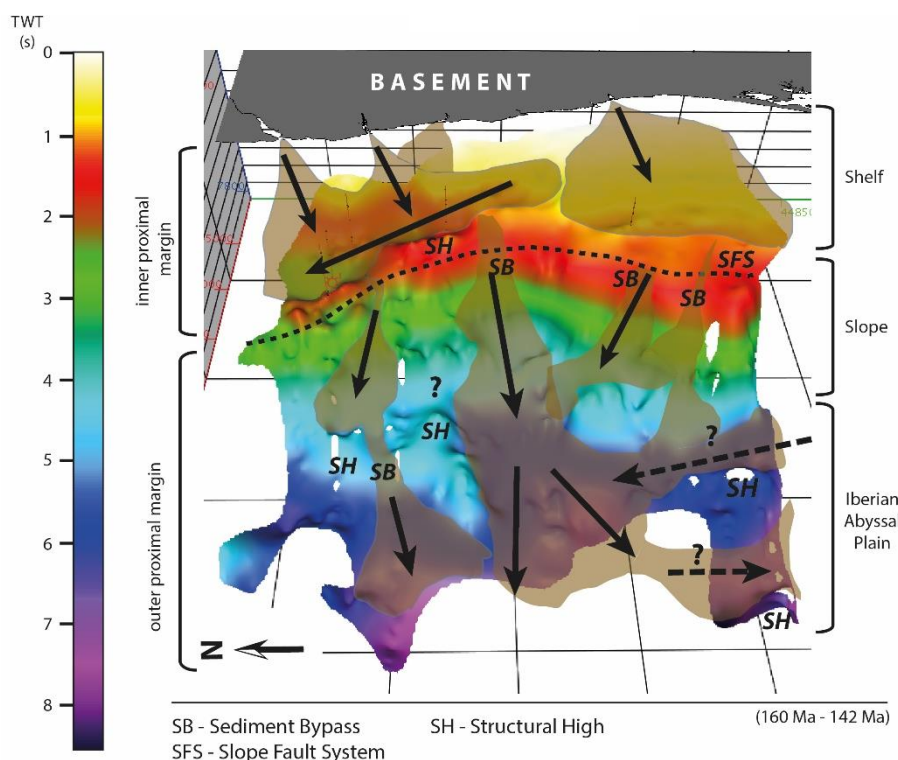 TWT
(s)
0
1
2
3
4
5
6
7
8
BASEMENT
inner proximal
margin
outer proximal margin
Shelf
Slope
Iberian
Abyssal
Plain
44850
SH
SB
SB
SFS
SB
?
SH
SH
SB
?
SH
?
SH
N
SB - Sediment Bypass
SH - Structural High
(160 Ma - 142 Ma)
SFS - Slope Fault System